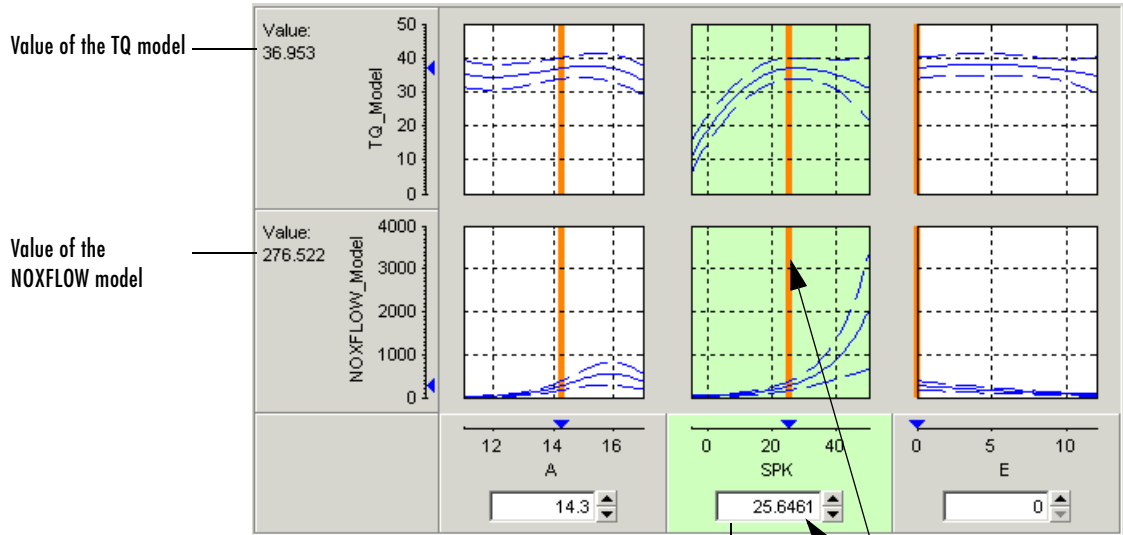 Value of the TQ model
Value:
36.953
TQ_Model
50
40
30
20
10
0
Value of the
NOXFLOW model
Value:
276.522
NOXFLOW_Model
4000
3000
2000
1000
0
12 14 16
A
14.3
0 20 40
SPK
25.6461
0 5 10
E
0